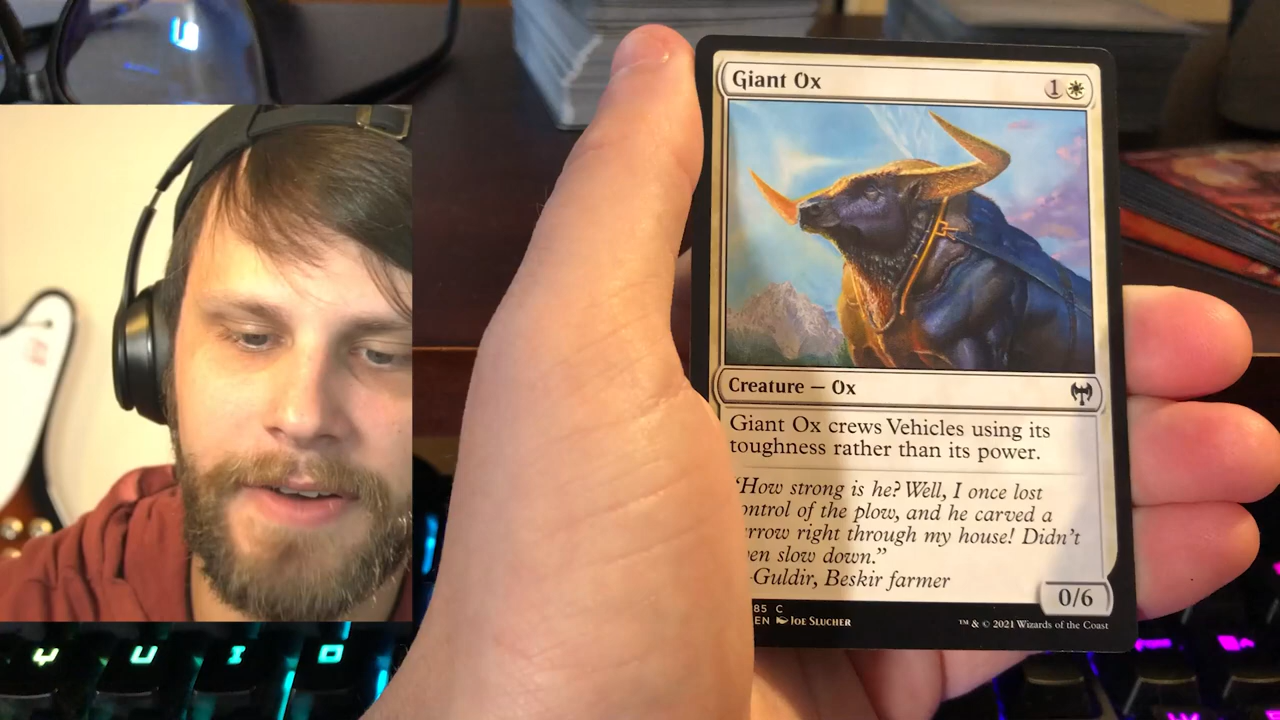 Giant Ox 1
Creature — Ox
Giant Ox crews Vehicles using its
toughness rather than its power.
"How strong is he? Well, I once lost
ontrol of the plow, and he carved a
rrow right through my house! Didn't
en slow down."
-Guldir, Beskir farmer
0/6
85 C
EN JOE SLUCHER
™ & © 2021 Wizards of the Coast
Y U I O